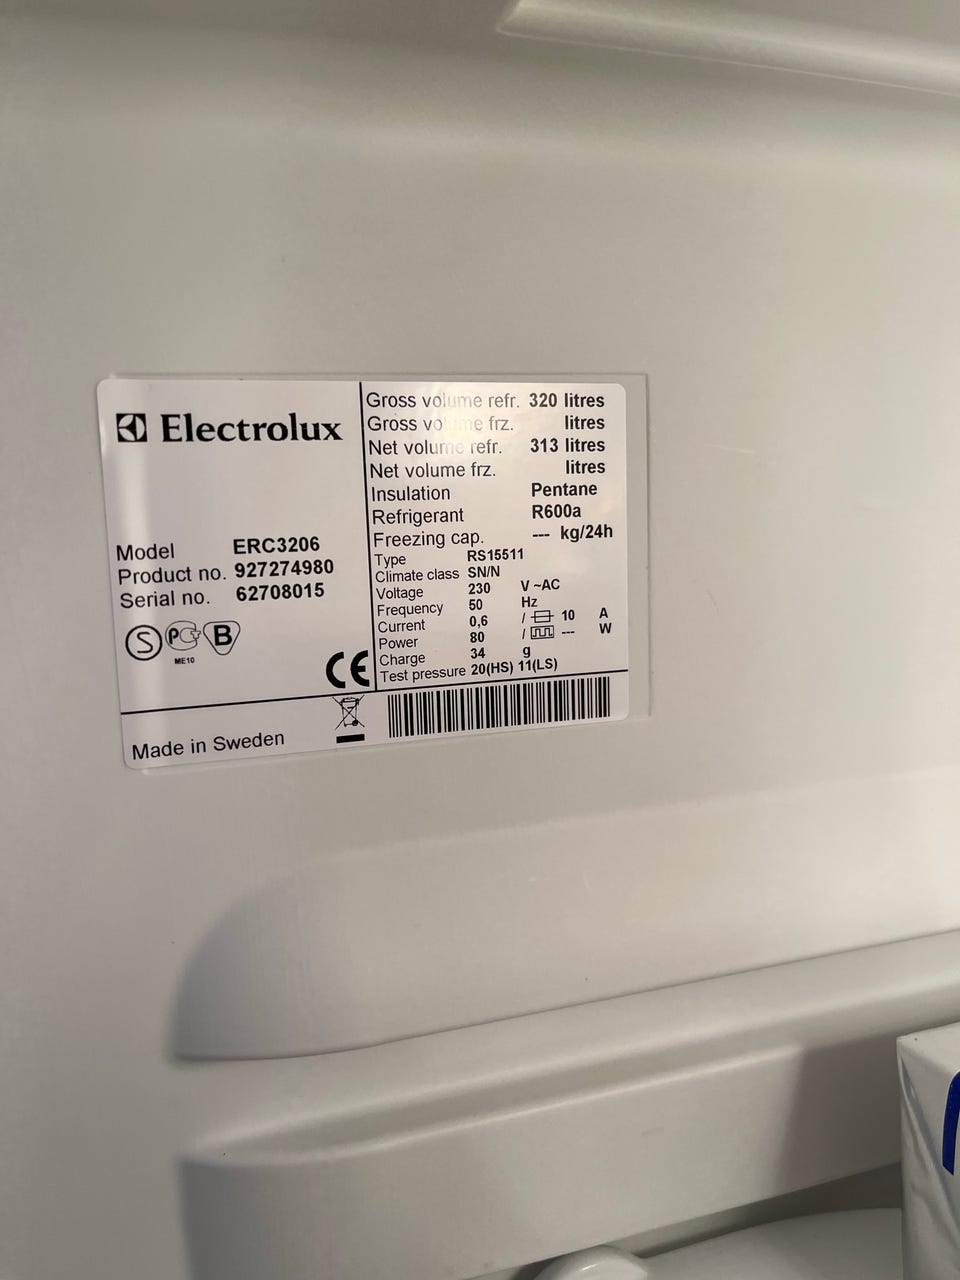 Electrolux
Model ERC3206
Product no. 927274980
Serial no. 62708015
S PCT B
ME10
CE
Made in Sweden
Gross volume refr. 320 litres
Gross volume frz. litres
Net volume refr. 313 litres
Net volume frz. litres
Insulation Pentane
Refrigerant R600a
Freezing cap. --- kg/24h
Type RS15511
Climate class SN/N
Voltage 230 V ~AC
Frequency 50 Hz
Current 0,6 / 10 A
Power 80 / --- W
Charge 34 g
Test pressure 20(HS) 11(LS)